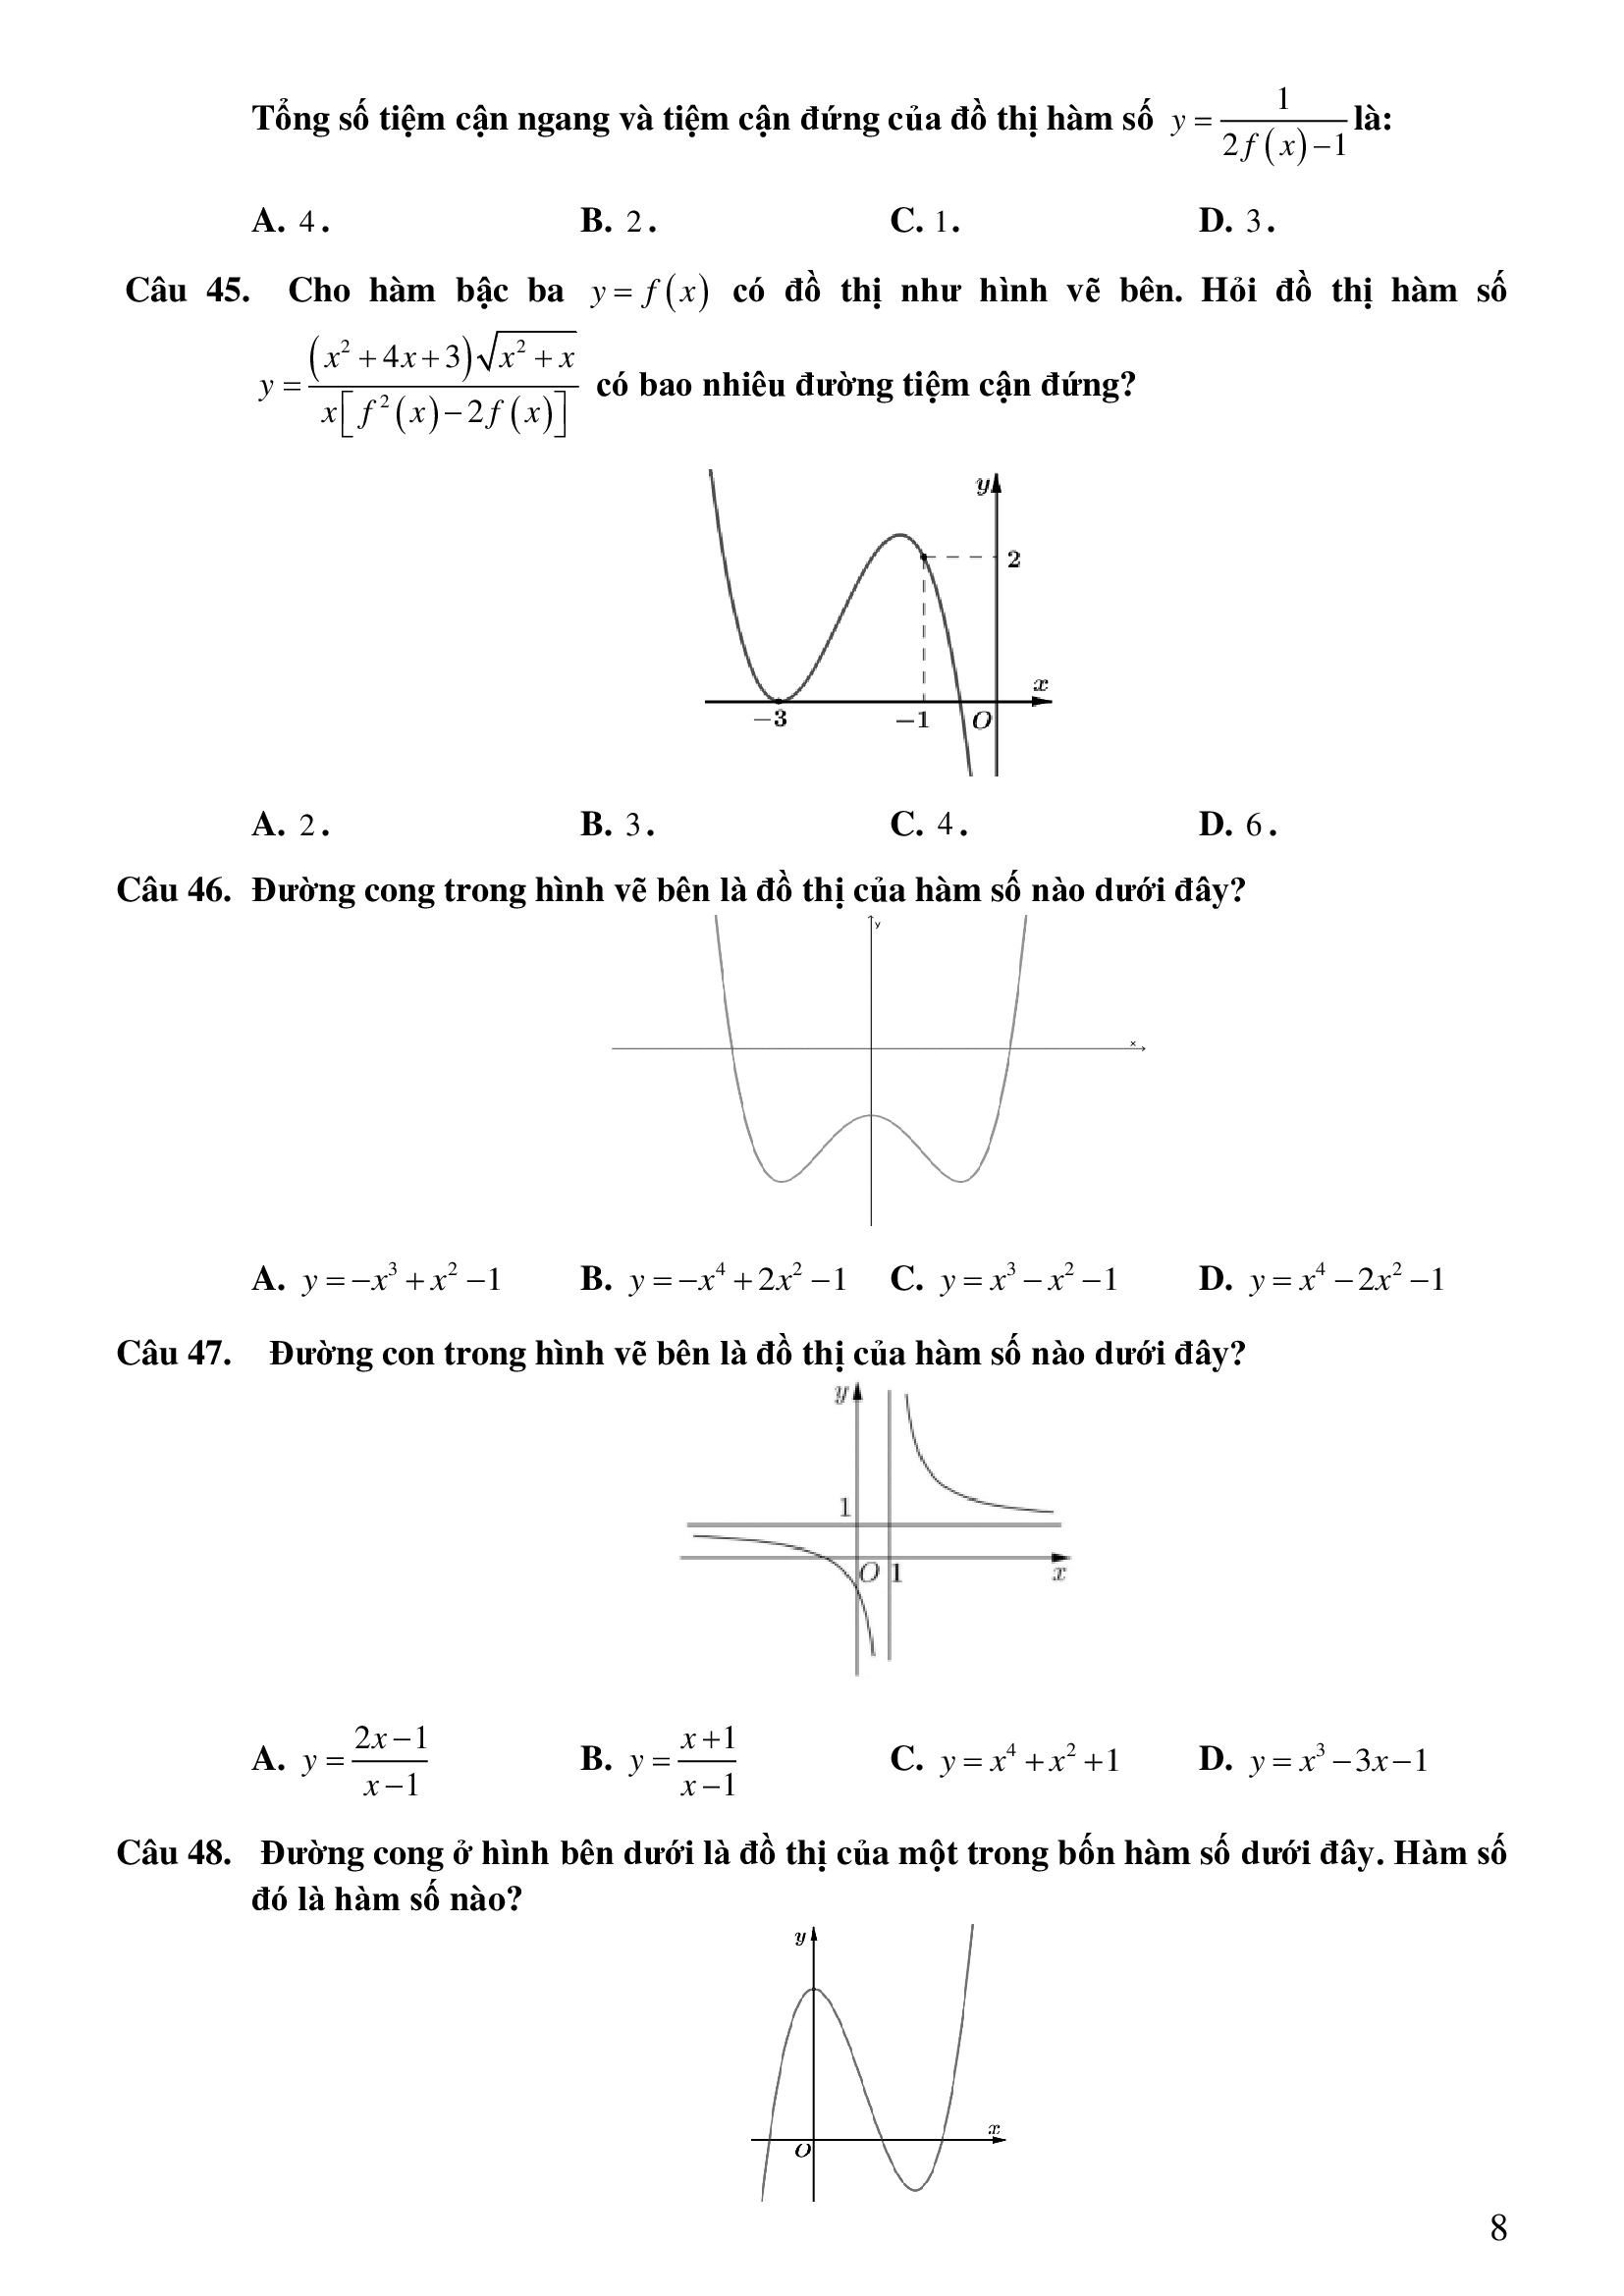 Tổng số tiệm cận ngang và tiệm cận đứng của đồ thị hàm số $y=\frac{1}{2f(x)-1}$ là:
A. 4. B. 2. C. 1. D. 3.
Câu 45. Cho hàm bậc ba $y=f(x)$ có đồ thị như hình vẽ bên. Hỏi đồ thị hàm số
$y=\frac{(x^2+4x+3)\sqrt{x^2+x}}{x[f^2(x)-2f(x)]}$ có bao nhiêu đường tiệm cận đứng?
y
2
x
−3 −1 O
A. 2. B. 3. C. 4. D. 6.
Câu 46. Đường cong trong hình vẽ bên là đồ thị của hàm số nào dưới đây?
y
x
A. $y=-x^3+x^2-1$ B. $y=-x^4+2x^2-1$ C. $y=x^3-x^2-1$ D. $y=x^4-2x^2-1$
Câu 47. Đường con trong hình vẽ bên là đồ thị của hàm số nào dưới đây?
y
1
O 1 x
A. $y=\frac{2x-1}{x-1}$ B. $y=\frac{x+1}{x-1}$ C. $y=x^4+x^2+1$ D. $y=x^3-3x-1$
Câu 48. Đường cong ở hình bên dưới là đồ thị của một trong bốn hàm số dưới đây. Hàm số
đó là hàm số nào?
y
x
O
8